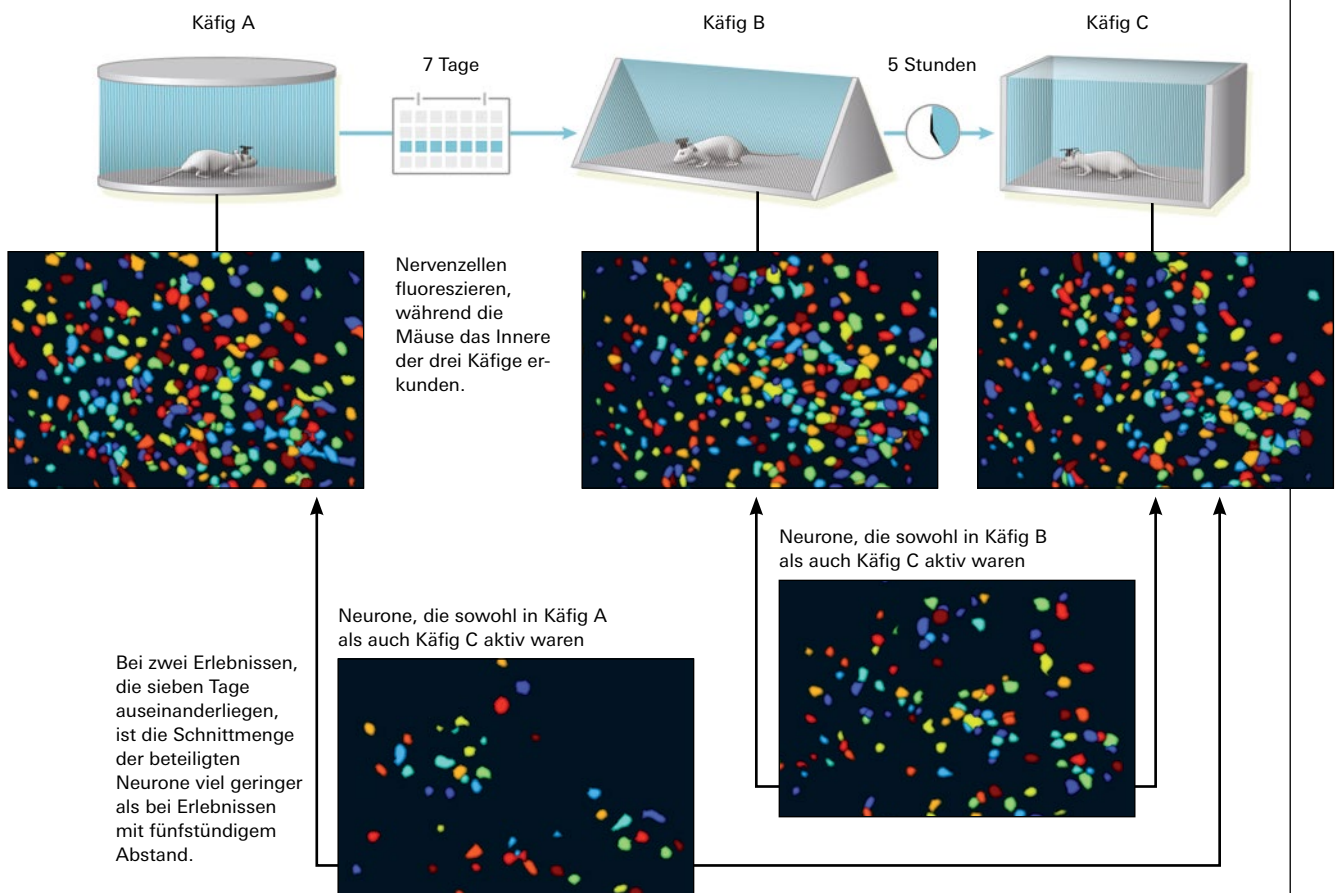 Käfig A
Käfig B
Käfig C
7 Tage
5 Stunden
Nervenzellen
fluoreszieren,
während die
Mäuse das Innere
der drei Käfige er-
kunden.
Neurone, die sowohl in Käfig B
als auch Käfig C aktiv waren
Neurone, die sowohl in Käfig A
als auch Käfig C aktiv waren
Bei zwei Erlebnissen,
die sieben Tage
auseinanderliegen,
ist die Schnittmenge
der beteiligten
Neurone viel geringer
als bei Erlebnissen
mit fünfstündigem
Abstand.